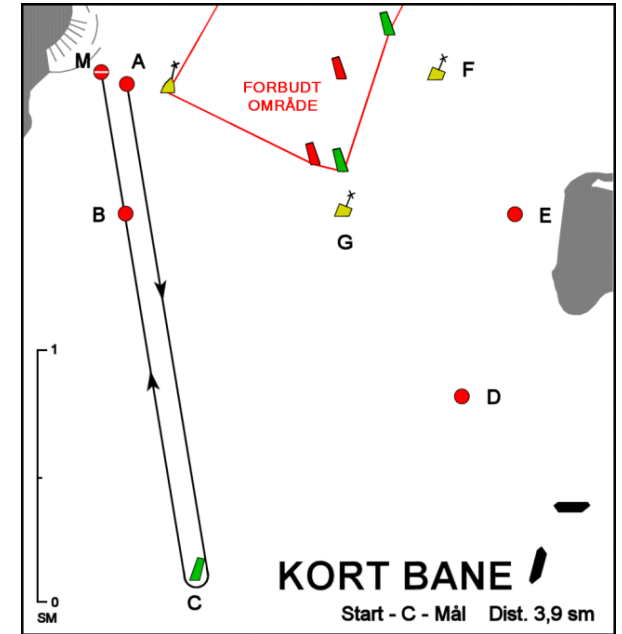 M A
F
FORBUDT
OMRÅDE
B
E
G
1
D
KORT BANE
C
0
SM
Start - C - Mål Dist. 3,9 sm